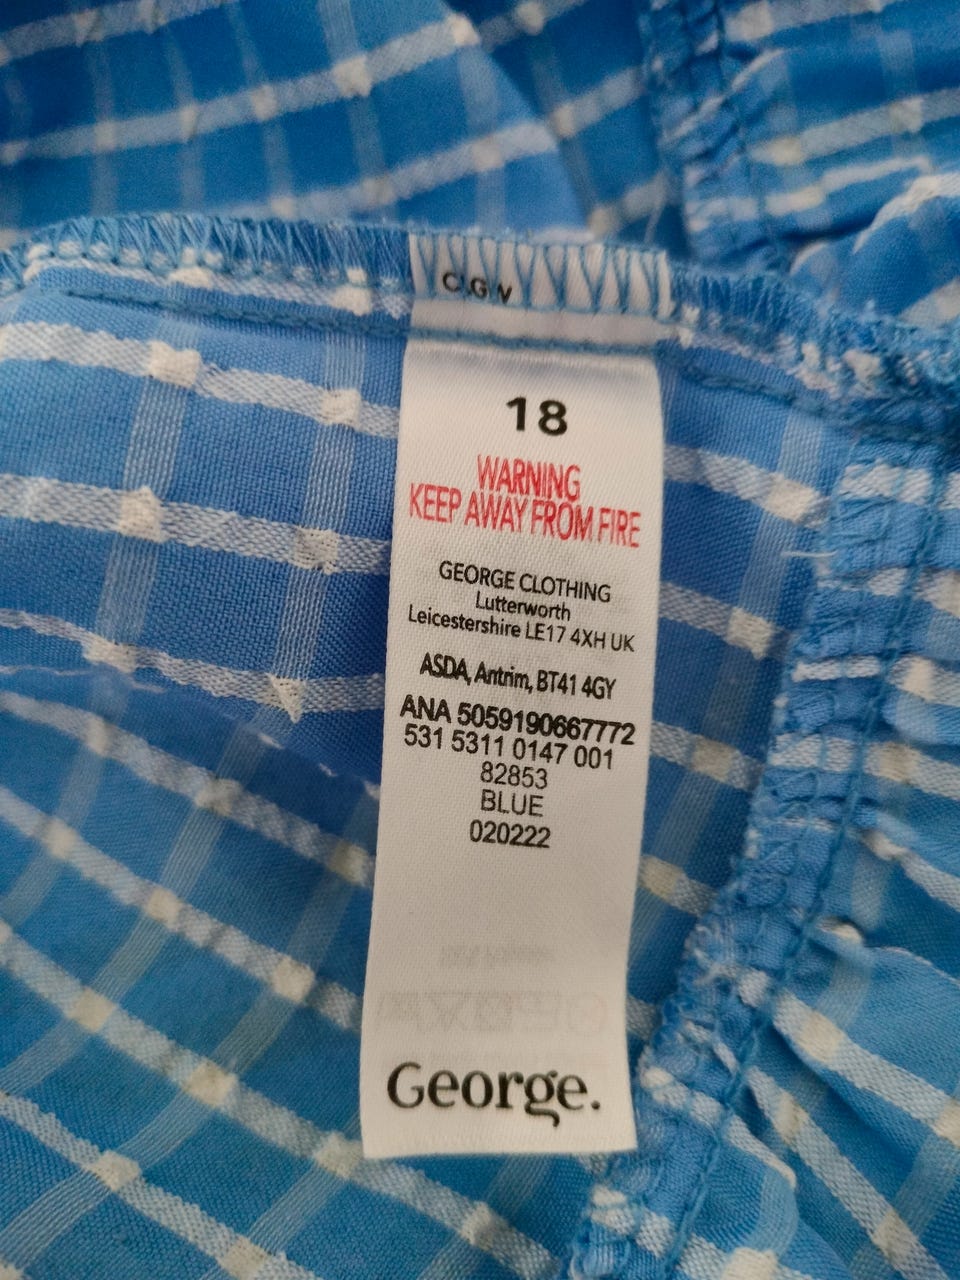 CGV
18
WARNING
KEEP AWAY FROM FIRE
GEORGE CLOTHING
Lutterworth
Leicestershire LE17 4XH UK
ASDA, Antrim, BT41 4GY
ANA 5059190667772
531 5311 0147 001
82853
BLUE
020222
George.